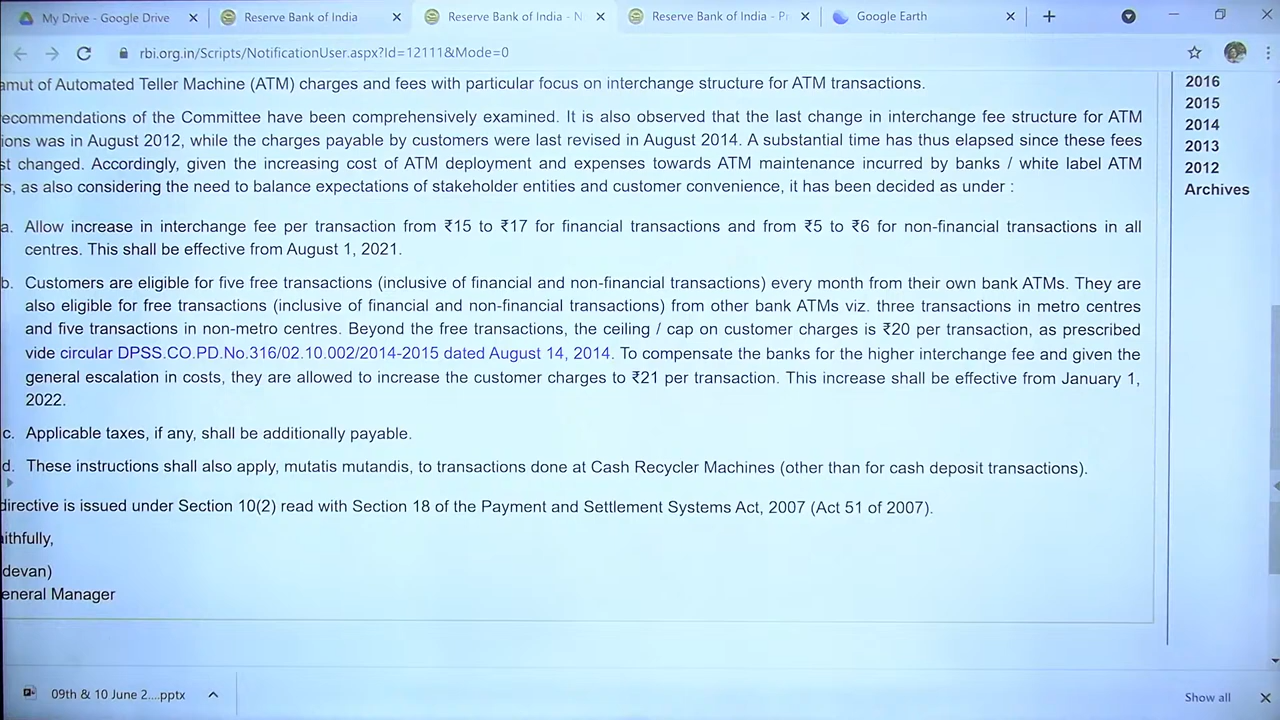 My Drive - Google Drive
Reserve Bank of India
Reserve Bank of India - N
Reserve Bank of India - P
Google Earth
rbi.org.in/Scripts/NotificationUser.aspx?Id=12111&Mode=0
amut of Automated Teller Machine (ATM) charges and fees with particular focus on interchange structure for ATM transactions.
ecommendations of the Committee have been comprehensively examined. It is also observed that the last change in interchange fee structure for ATM
ions was in August 2012, while the charges payable by customers were last revised in August 2014. A substantial time has thus elapsed since these fees
st changed. Accordingly, given the increasing cost of ATM deployment and expenses towards ATM maintenance incurred by banks / white label ATM
s, as also considering the need to balance expectations of stakeholder entities and customer convenience, it has been decided as under :
a. Allow increase in interchange fee per transaction from ₹15 to ₹17 for financial transactions and from ₹5 to ₹6 for non-financial transactions in all
centres. This shall be effective from August 1, 2021.
b. Customers are eligible for five free transactions (inclusive of financial and non-financial transactions) every month from their own bank ATMs. They are
also eligible for free transactions (inclusive of financial and non-financial transactions) from other bank ATMs viz. three transactions in metro centres
and five transactions in non-metro centres. Beyond the free transactions, the ceiling / cap on customer charges is ₹20 per transaction, as prescribed
vide circular DPSS.CO.PD.No.316/02.10.002/2014-2015 dated August 14, 2014. To compensate the banks for the higher interchange fee and given the
general escalation in costs, they are allowed to increase the customer charges to ₹21 per transaction. This increase shall be effective from January 1,
2022.
c. Applicable taxes, if any, shall be additionally payable.
d. These instructions shall also apply, mutatis mutandis, to transactions done at Cash Recycler Machines (other than for cash deposit transactions).
directive is issued under Section 10(2) read with Section 18 of the Payment and Settlement Systems Act, 2007 (Act 51 of 2007).
ithfully,
devan)
eneral Manager
2016
2015
2014
2013
2012
Archives
09th & 10 June 2....pptx
Show all